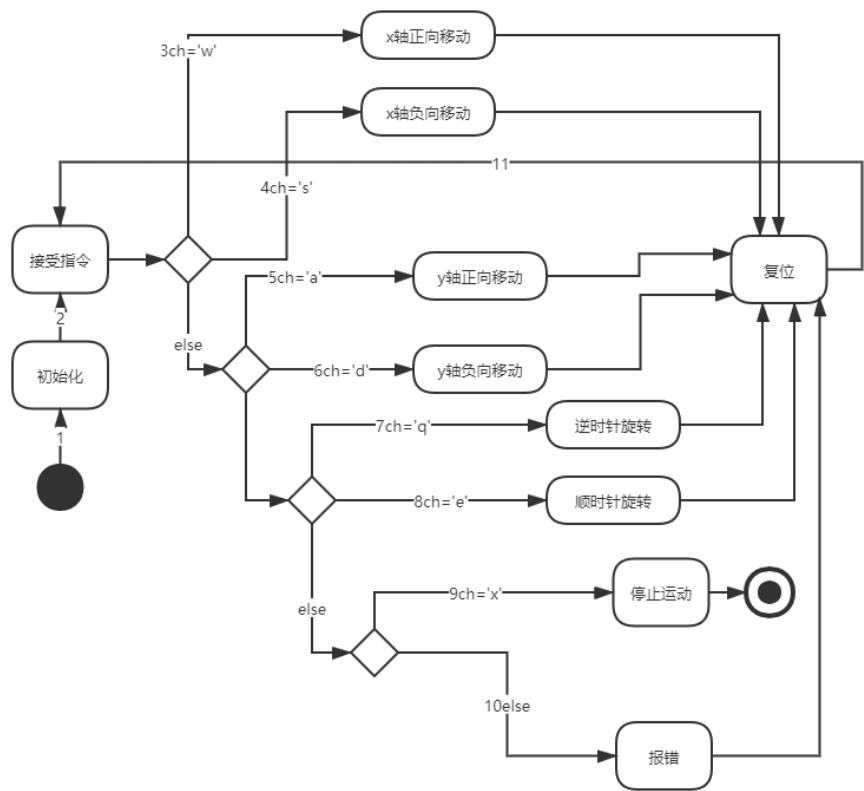 x轴正向移动
3ch='w'
x轴负向移动
11
4ch='s'
接受指令
复位
5ch='a'
y轴正向移动
2
else
初始化
6ch='d'
y轴负向移动
7ch='q'
逆时针旋转
1
8ch='e'
顺时针旋转
9ch='x'
停止运动
else
10else
报错